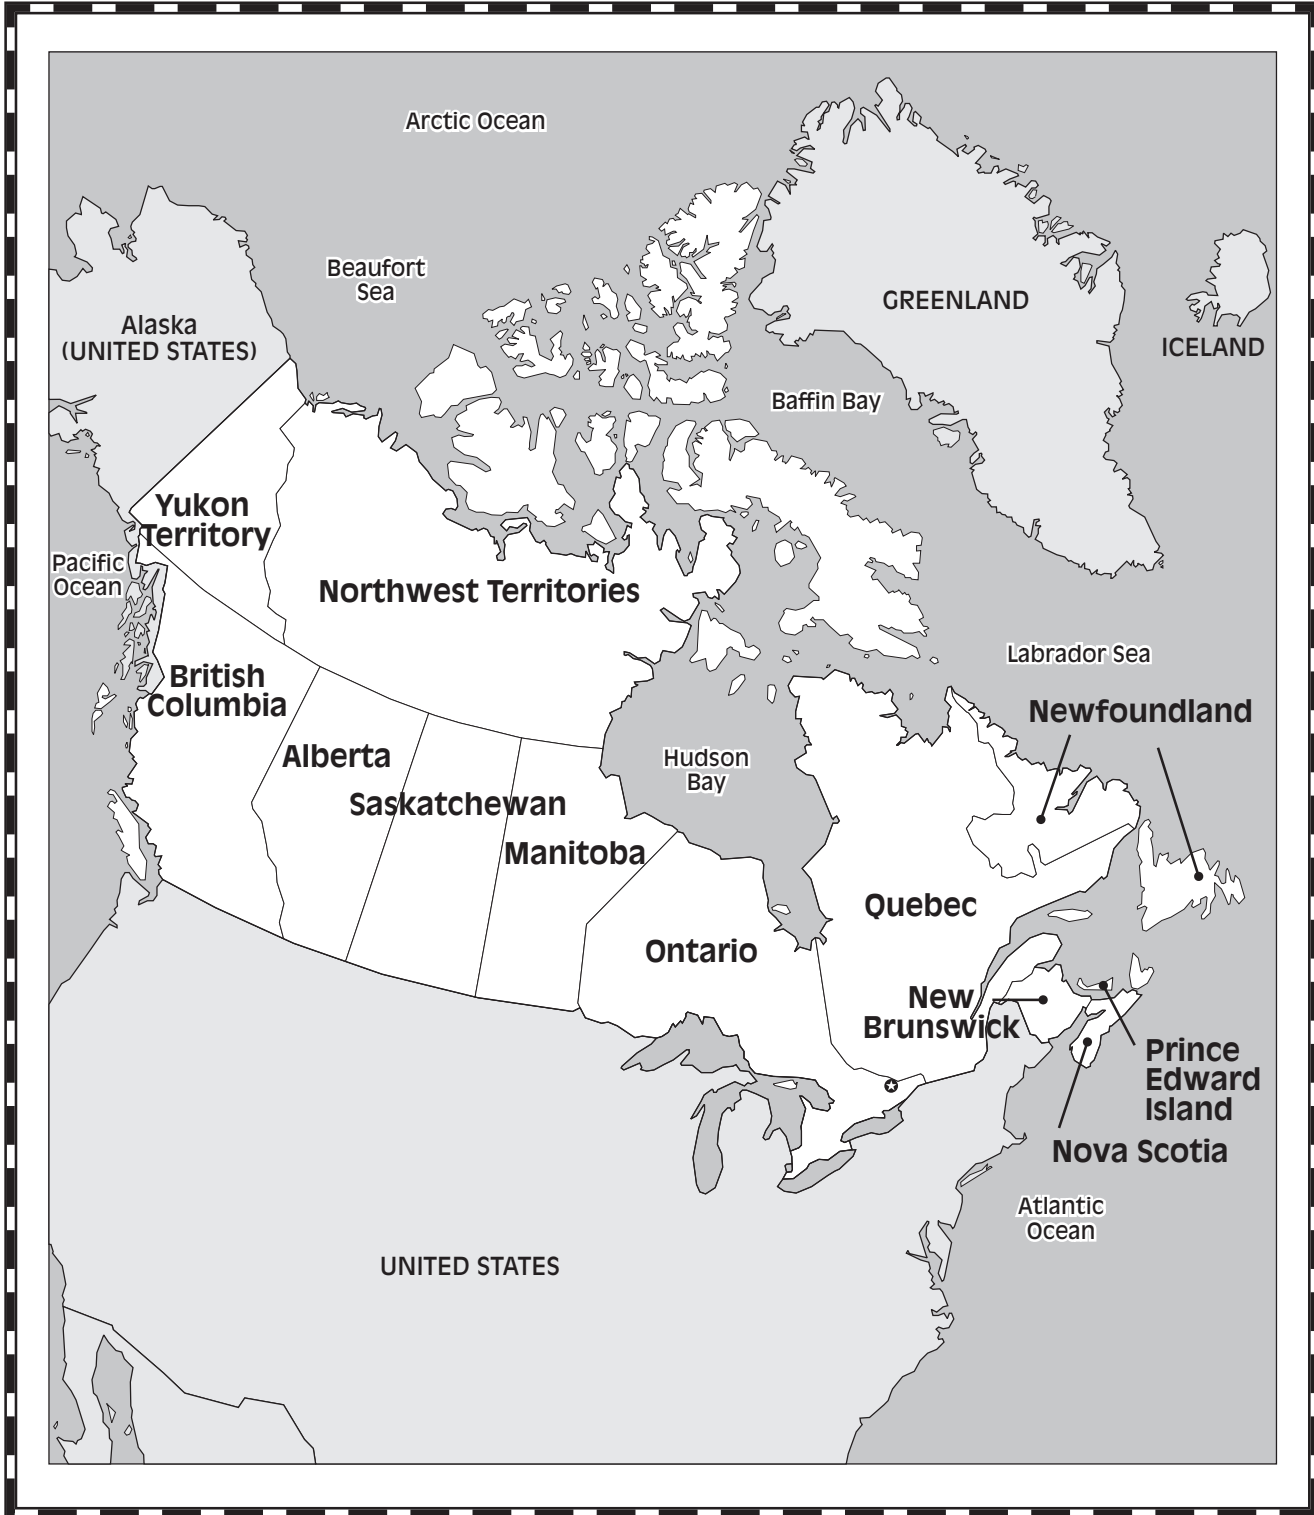 Arctic Ocean
Beaufort
Sea
GREENLAND
Alaska
(UNITED STATES)
ICELAND
Baffin Bay
Yukon
Territory
Pacific
Ocean
Northwest Territories
Labrador Sea
British
Columbia
Newfoundland
Alberta
Hudson
Bay
Saskatchewan
Manitoba
Quebec
Ontario
New
Brunswick
Prince
Edward
Island
Nova Scotia
Atlantic
Ocean
UNITED STATES